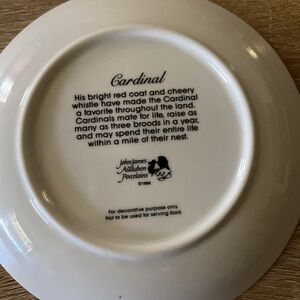 Cardinal
His bright red coat and cheery
whistle have made the Cardinal
a favorite throughout the land.
Cardinals mate for life, raise as
many as three broods in a year,
and may spend their entire life
within a mile of their nest.
John James
Audubon
Porcelains
For decorative purpose only
Not to be used for serving food.